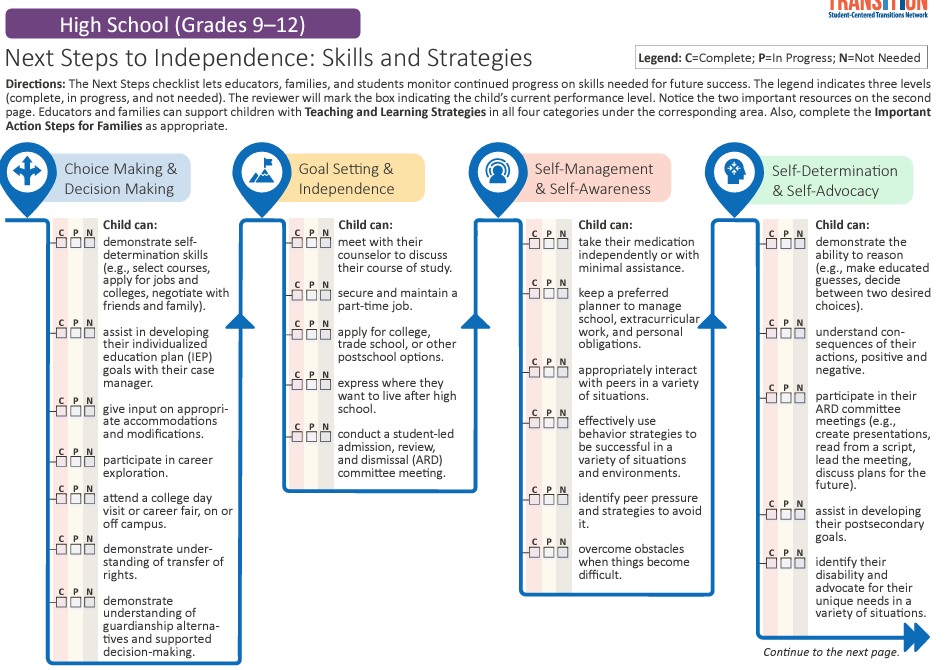 TRANSITION
Student-Centered Transitions Network
High School (Grades 9–12)
Next Steps to Independence: Skills and Strategies
Legend: C=Complete; P=In Progress; N=Not Needed
Directions: The Next Steps checklist lets educators, families, and students monitor continued progress on skills needed for future success. The legend indicates three levels
(complete, in progress, and not needed). The reviewer will mark the box indicating the child's current performance level. Notice the two important resources on the second
page. Educators and families can support children with Teaching and Learning Strategies in all four categories under the corresponding area. Also, complete the Important
Action Steps for Families as appropriate.
Choice Making &
Decision Making
Child can:
C P N
demonstrate self-
determination skills
(e.g., select courses,
apply for jobs and
colleges, negotiate with
friends and family).
C P N
assist in developing
their individualized
education plan (IEP)
goals with their case
manager.
C P N
give input on appropri-
ate accommodations
and modifications.
C P N
participate in career
exploration.
C P N
attend a college day
visit or career fair, on or
off campus.
C P N
demonstrate under-
standing of transfer of
rights.
C P N
demonstrate
understanding of
guardianship alterna-
tives and supported
decision-making.
Goal Setting &
Independence
Child can:
C P N
meet with their
counselor to discuss
their course of study.
C P N
secure and maintain a
part-time job.
C P N
apply for college,
trade school, or other
postschool options.
C P N
express where they
want to live after high
school.
C P N
conduct a student-led
admission, review,
and dismissal (ARD)
committee meeting.
Self-Management
& Self-Awareness
Child can:
C P N
take their medication
independently or with
minimal assistance.
C P N
keep a preferred
planner to manage
school, extracurricular
work, and personal
obligations.
C P N
appropriately interact
with peers in a variety
of situations.
C P N
effectively use
behavior strategies to
be successful in a
variety of situations
and environments.
C P N
identify peer pressure
and strategies to avoid
it.
C P N
overcome obstacles
when things become
difficult.
Self-Determination
& Self-Advocacy
Child can:
C P N
demonstrate the
ability to reason
(e.g., make educated
guesses, decide
between two desired
choices).
C P N
understand con-
sequences of their
actions, positive and
negative.
C P N
participate in their
ARD committee
meetings (e.g.,
create presentations,
read from a script,
lead the meeting,
discuss plans for the
future).
C P N
assist in developing
their postsecondary
goals.
C P N
identify their
disability and
advocate for their
unique needs in a
variety of situations.
Continue to the next page.